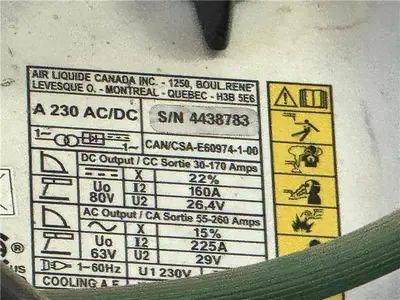 AIR LIQUIDE CANADA INC. - 1250, BOUL.RENE'
LEVESQUE O. - MONTREAL - QUEBEC - H3B 5E6
A 230 AC/DC
S/N 4438783
1~
CAN/CSA-E60974-1-00
DC Output / CC Sortie 30-170 Amps
X 22%
Uo 80V I2 160A
U2 26,4V
AC Output / CA Sortie 55-260 Amps
X 15%
Uo 63V I2 225A
U2 29V
1~60Hz U1 230V
COOLING A.F.
®
US